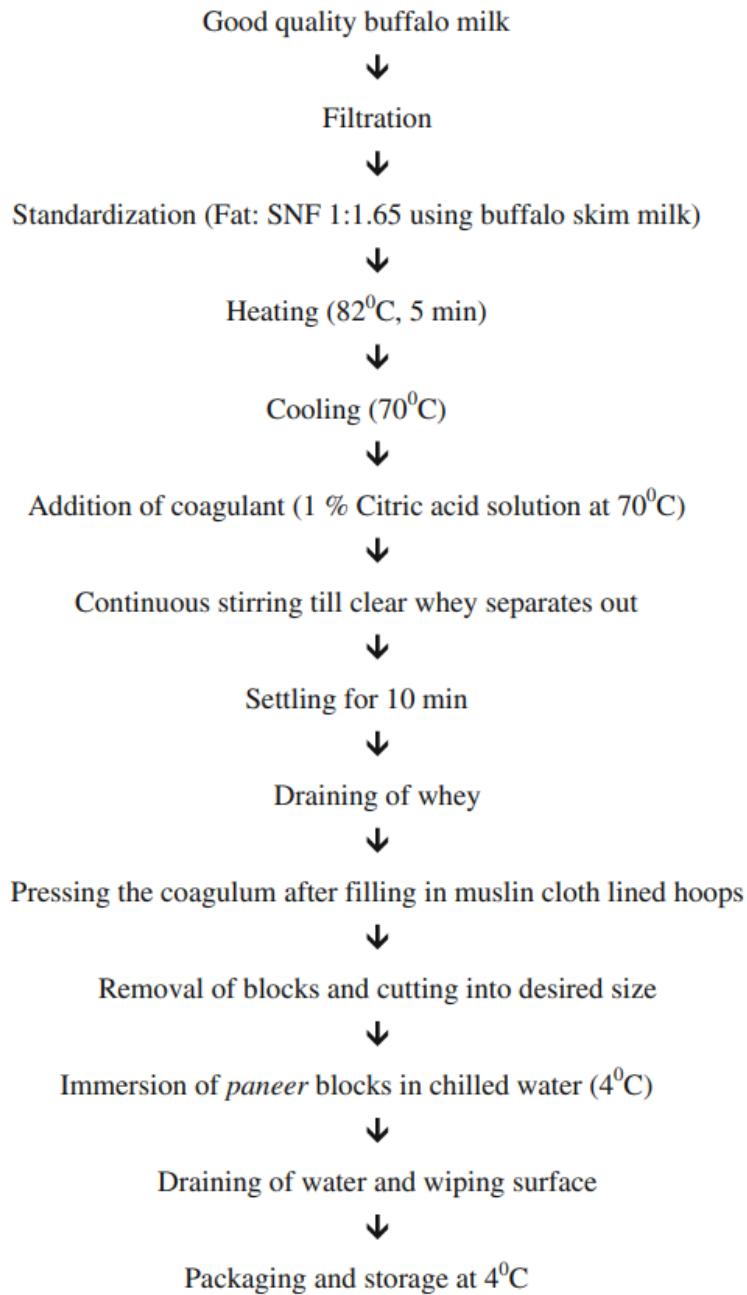 Good quality buffalo milk
↓
Filtration
↓
Standardization (Fat: SNF 1:1.65 using buffalo skim milk)
↓
Heating (82⁰C, 5 min)
↓
Cooling (70⁰C)
↓
Addition of coagulant (1 % Citric acid solution at 70⁰C)
↓
Continuous stirring till clear whey separates out
↓
Settling for 10 min
↓
Draining of whey
↓
Pressing the coagulum after filling in muslin cloth lined hoops
↓
Removal of blocks and cutting into desired size
↓
Immersion of paneer blocks in chilled water (4⁰C)
↓
Draining of water and wiping surface
↓
Packaging and storage at 4⁰C